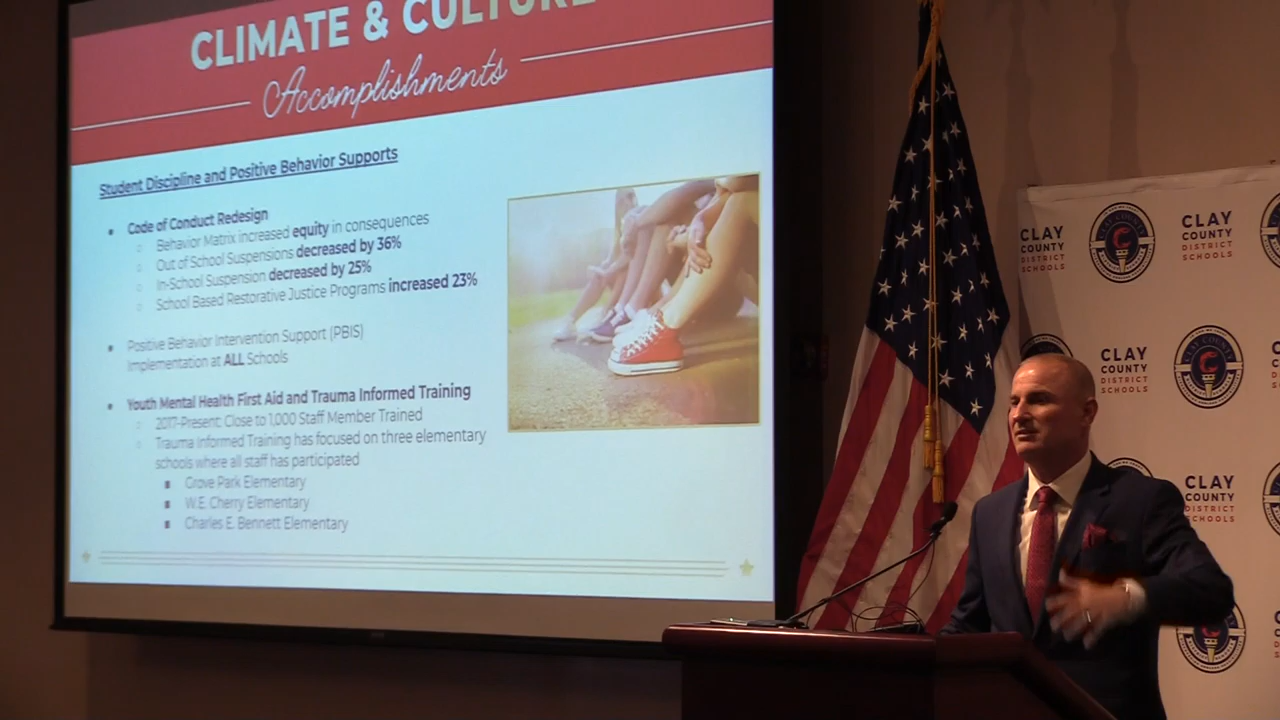 CLIMATE & CULTURE
Accomplishments
Student Discipline and Positive Behavior Supports
Code of Conduct Redesign
Behavior Matrix increased equity in consequences
Out of School Suspensions decreased by 36%
In-School Suspension decreased by 25%
School Based Restorative Justice Programs increased 23%
Positive Behavior Intervention Support (PBIS)
Implementation at ALL Schools
Youth Mental Health First Aid and Trauma Informed Training
2017-Present: Close to 1,000 Staff Member Trained
Trauma Informed Training has focused on three elementary
schools where all staff has participated
Grove Park Elementary
W.E. Cherry Elementary
Charles E. Bennett Elementary
CLAY
COUNTY
DISTRICT
SCHOOLS
CLAY
COUNTY
DISTRICT
SCHOOLS
CLAY
COUNTY
DISTRICT
SCHOOLS
CLAY
COUNTY
DISTRICT
SCHOOLS